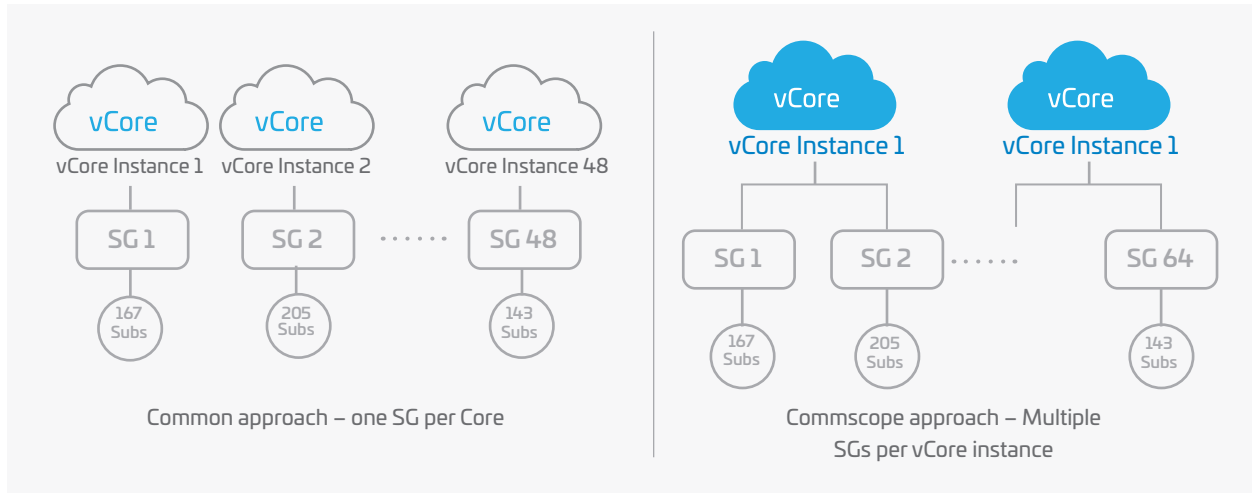 vCore
vCore Instance 1
SG 1
167
Subs
vCore
vCore Instance 2
SG 2
205
Subs
vCore
vCore Instance 48
SG 48
143
Subs
Common approach – one SG per Core
vCore
vCore Instance 1
vCore
vCore Instance 1
SG 1
167
Subs
SG 2
205
Subs
SG 64
143
Subs
Commscope approach – Multiple
SGs per vCore instance